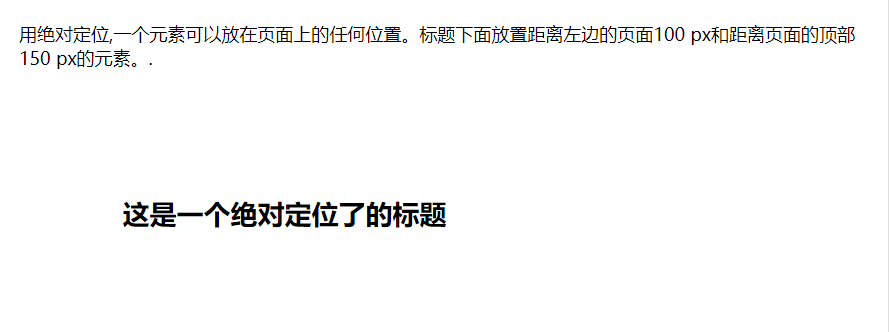 用绝对定位,一个元素可以放在页面上的任何位置。标题下面放置距离左边的页面100 px和距离页面的顶部
150 px的元素。.
这是一个绝对定位了的标题